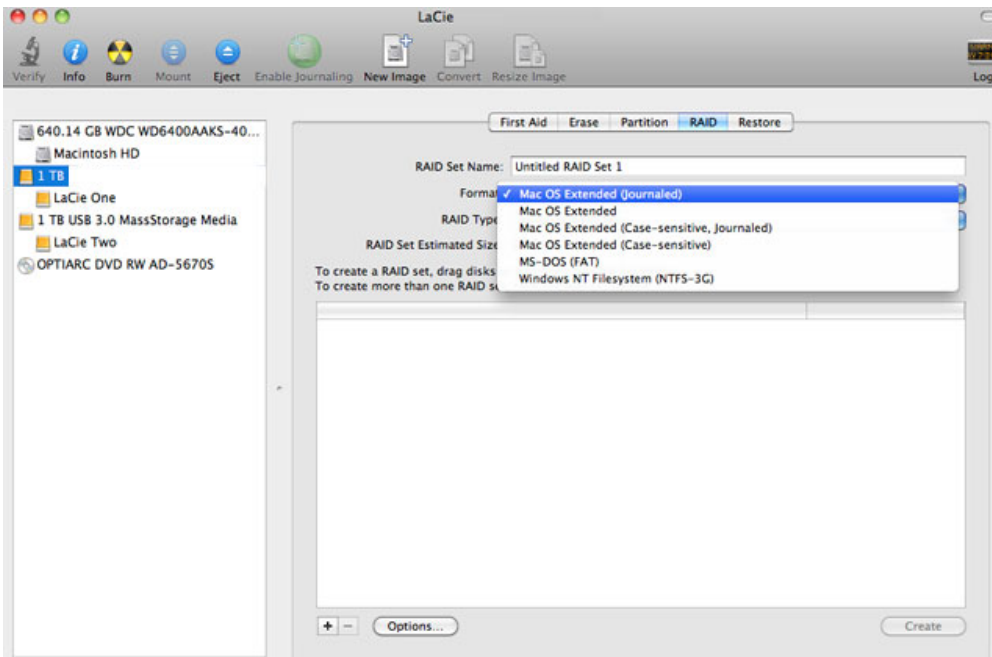 LaCie
Verify Info Burn Mount Eject Enable Journaling New Image Convert Resize Image Log
640.14 GB WDC WD6400AAKS-40...
Macintosh HD
1 TB
LaCie One
1 TB USB 3.0 MassStorage Media
LaCie Two
OPTIARC DVD RW AD-5670S
First Aid Erase Partition RAID Restore
RAID Set Name: Untitled RAID Set 1
Format
✓ Mac OS Extended (Journaled)
Mac OS Extended
Mac OS Extended (Case-sensitive, Journaled)
Mac OS Extended (Case-sensitive)
MS-DOS (FAT)
Windows NT Filesystem (NTFS-3G)
RAID Type
RAID Set Estimated Size
To create a RAID set, drag disks
To create more than one RAID
+ − Options... Create